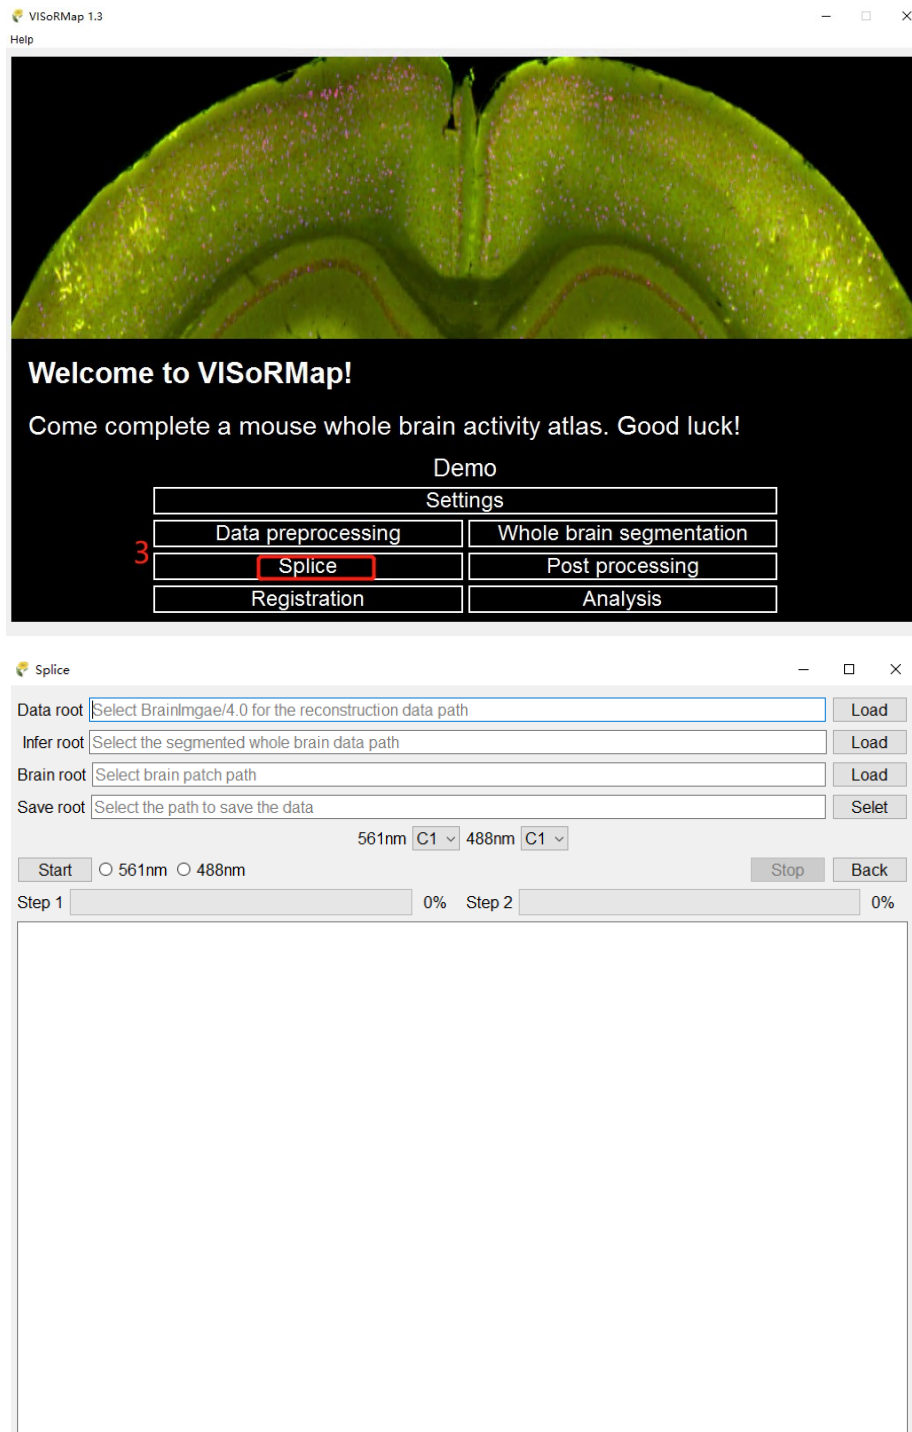 VISoRMap 1.3
Help
Welcome to VISoRMap!
Come complete a mouse whole brain activity atlas. Good luck!
Demo
Settings
Data preprocessing Whole brain segmentation
3
Splice Post processing
Registration Analysis
Splice
Data root Select BrainImgae/4.0 for the reconstruction data path Load
Infer root Select the segmented whole brain data path Load
Brain root Select brain patch path Load
Save root Select the path to save the data Selet
561nm C1 488nm C1
Start 561nm 488nm Stop Back
Step 1 0% Step 2 0%